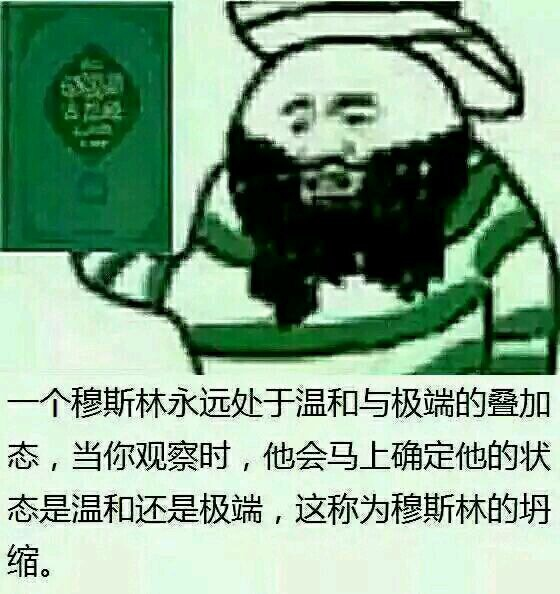 一个穆斯林永远处于温和与极端的叠加
态，当你观察时，他会马上确定他的状
态是温和还是极端，这称为穆斯林的坍
缩。